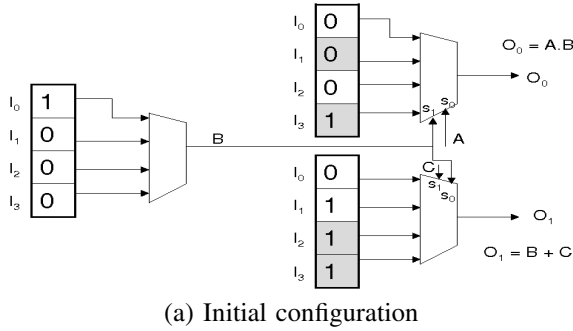 I₀ 1
I₁ 0
I₂ 0
I₃ 0
B
I₀ 0
I₁ 0
I₂ 0
I₃ 1
s₁ s₀
A
O₀ = A.B
O₀
I₀ 0
I₁ 1
I₂ 1
I₃ 1
C
s₁ s₀
O₁
O₁ = B + C
(a) Initial configuration